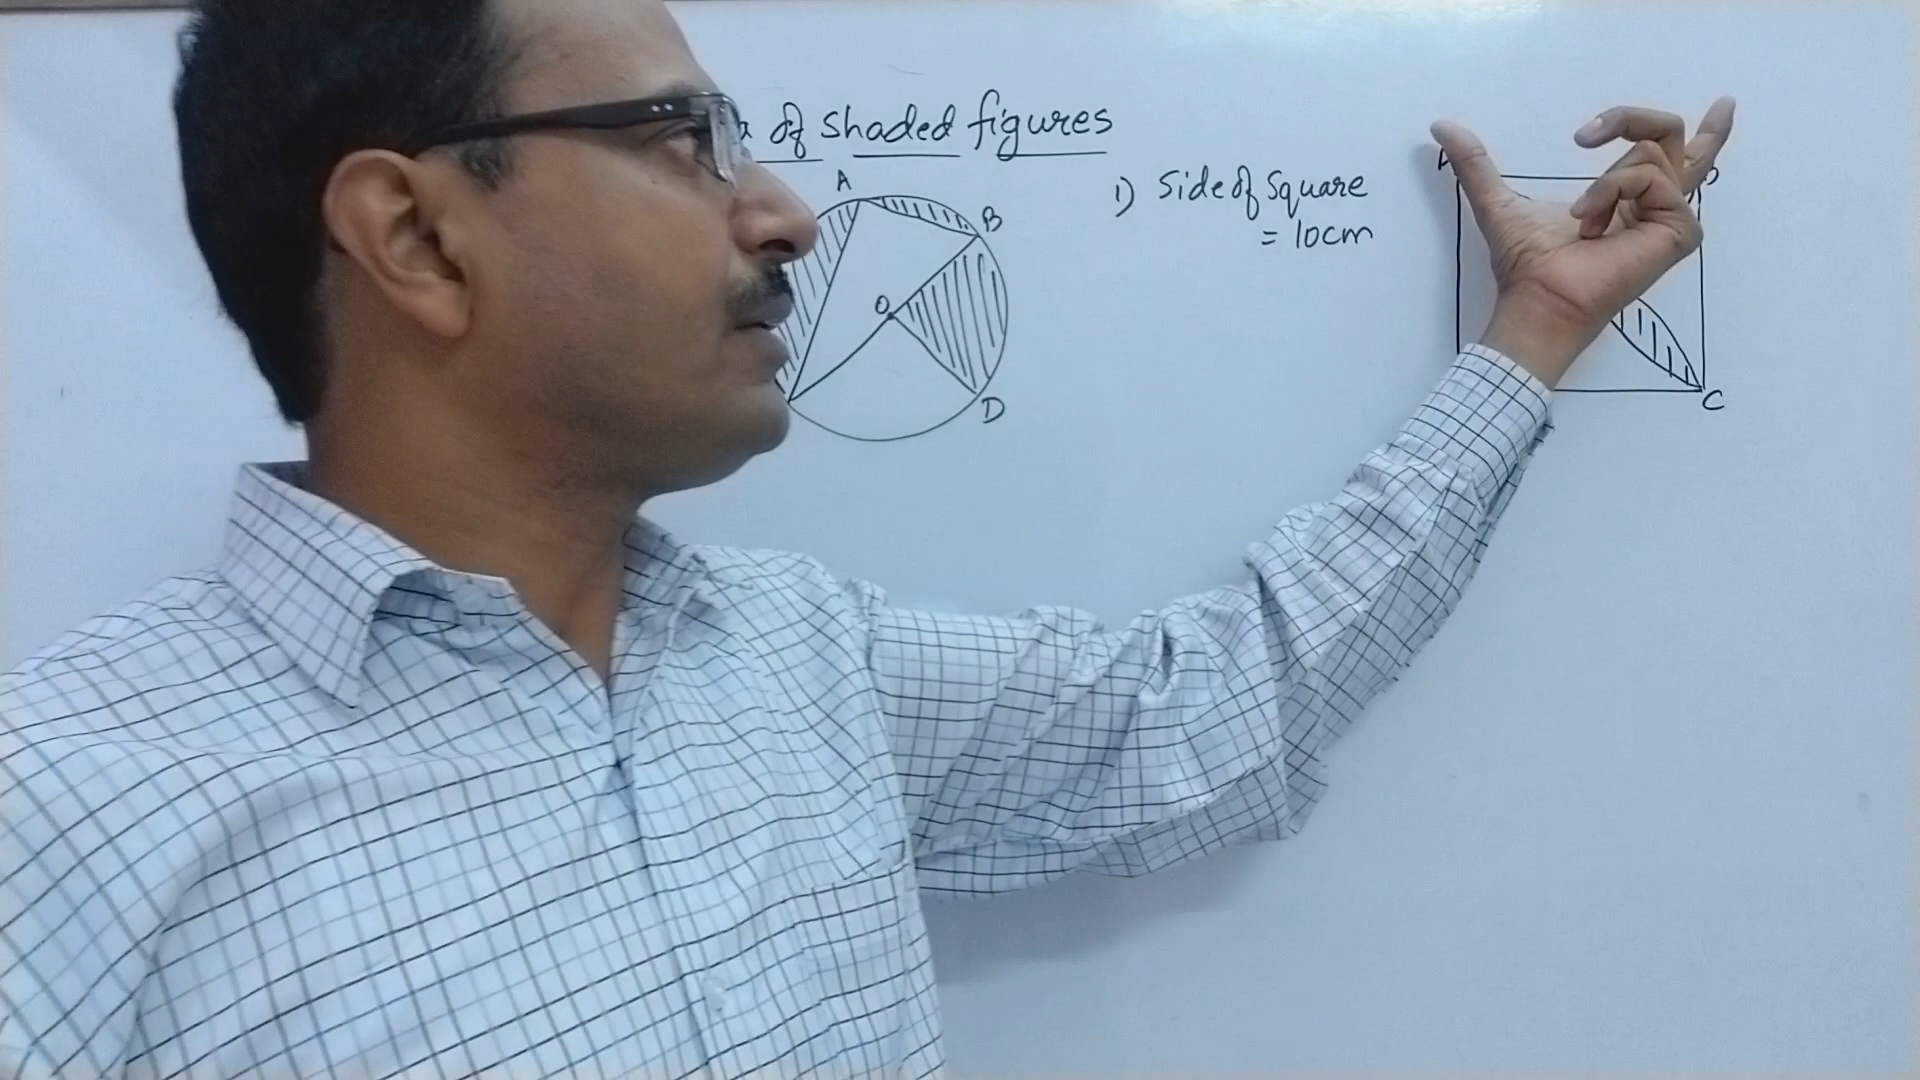 of shaded figures
A
B
O
D
1) Side of Square
= 10cm
C